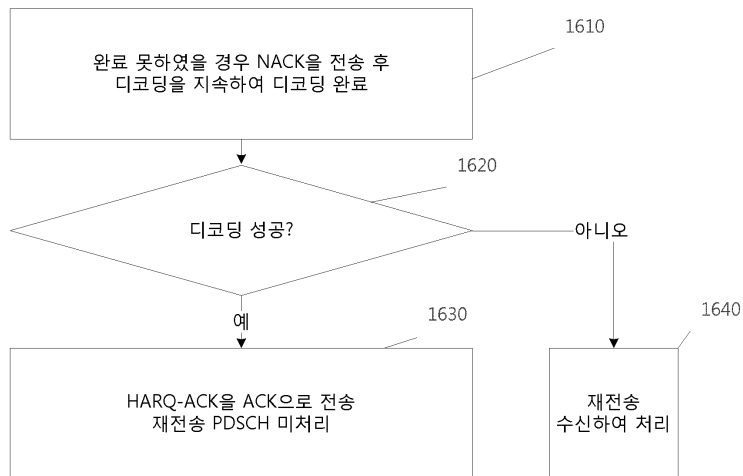 1610
완료 못하였을 경우 NACK을 전송 후
디코딩을 지속하여 디코딩 완료
1620
디코딩 성공?
아니오
예
1630
1640
HARQ-ACK을 ACK으로 전송
재전송 PDSCH 미처리
재전송
수신하여 처리